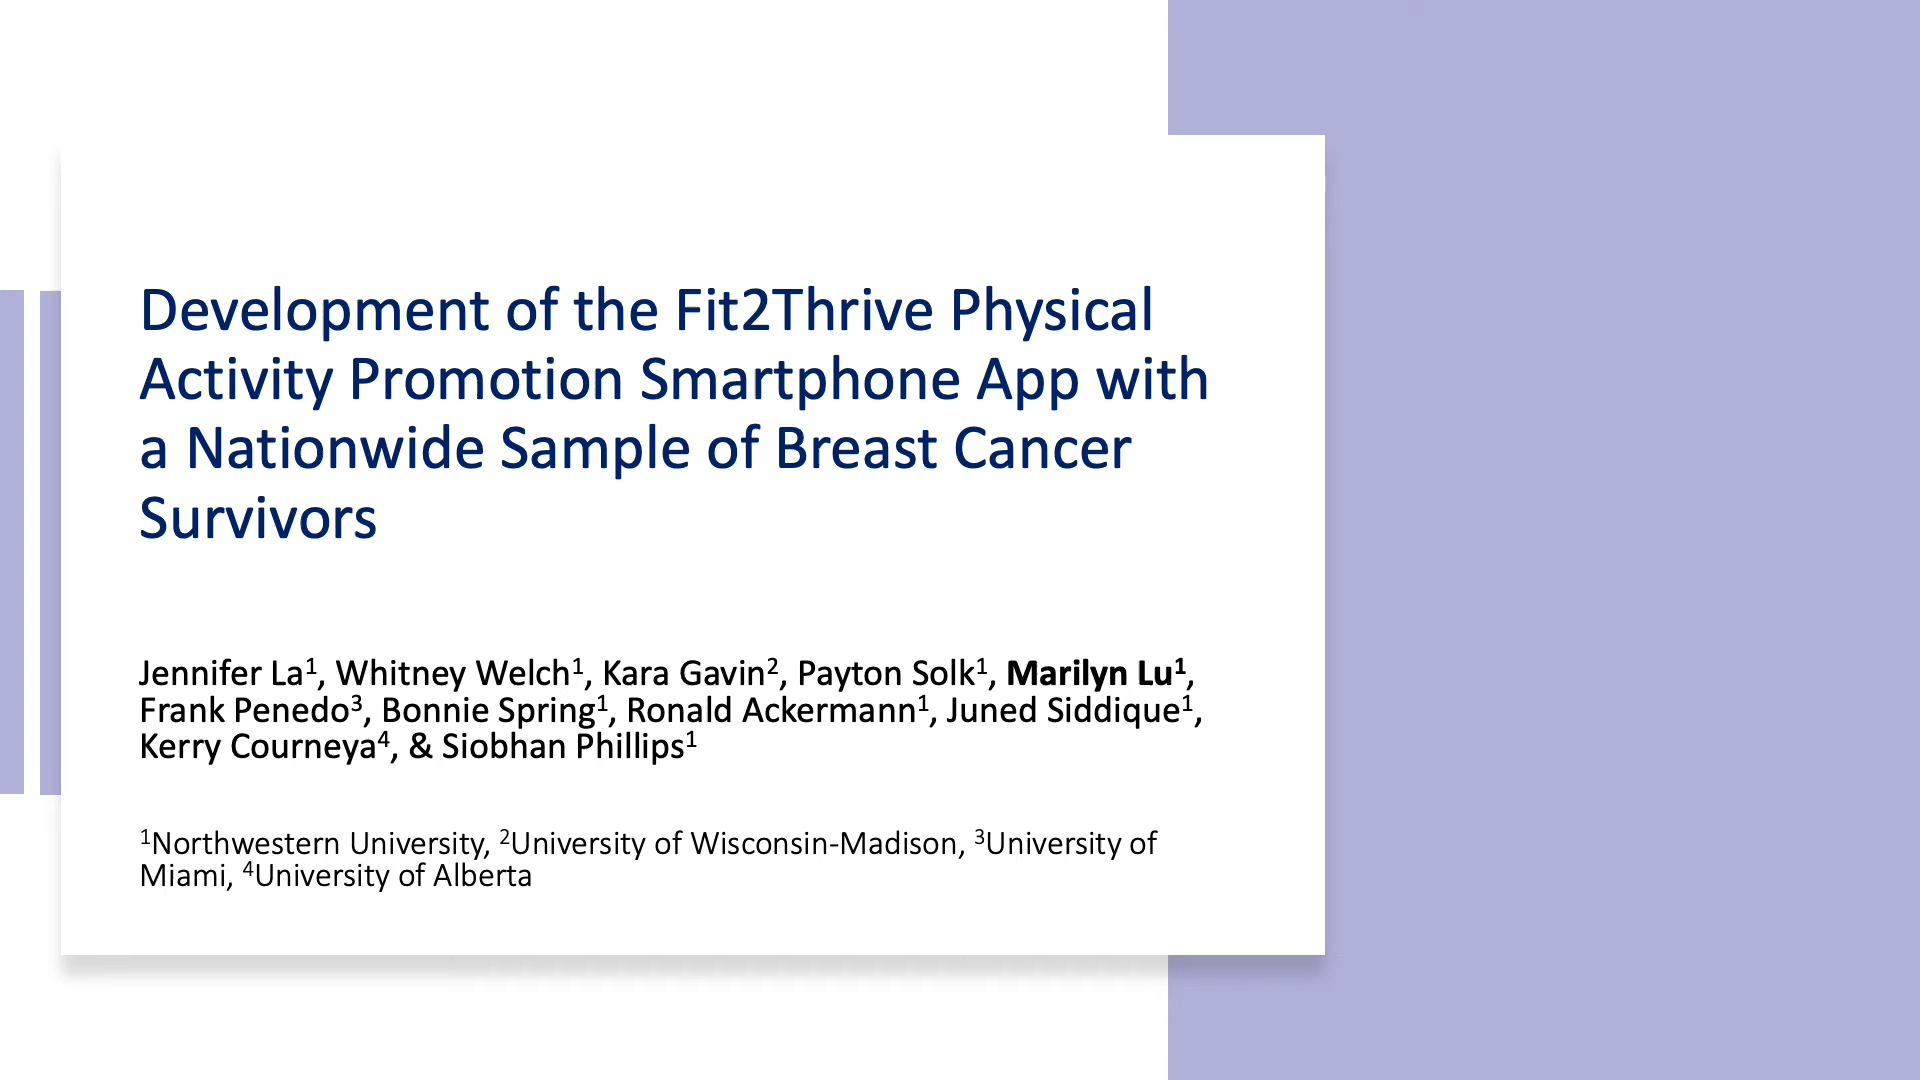 Development of the Fit2Thrive Physical
Activity Promotion Smartphone App with
a Nationwide Sample of Breast Cancer
Survivors
Jennifer La¹, Whitney Welch¹, Kara Gavin², Payton Solk¹, Marilyn Lu¹,
Frank Penedo³, Bonnie Spring¹, Ronald Ackermann¹, Juned Siddique¹,
Kerry Courneya⁴, & Siobhan Phillips¹
¹Northwestern University, ²University of Wisconsin-Madison, ³University of
Miami, ⁴University of Alberta